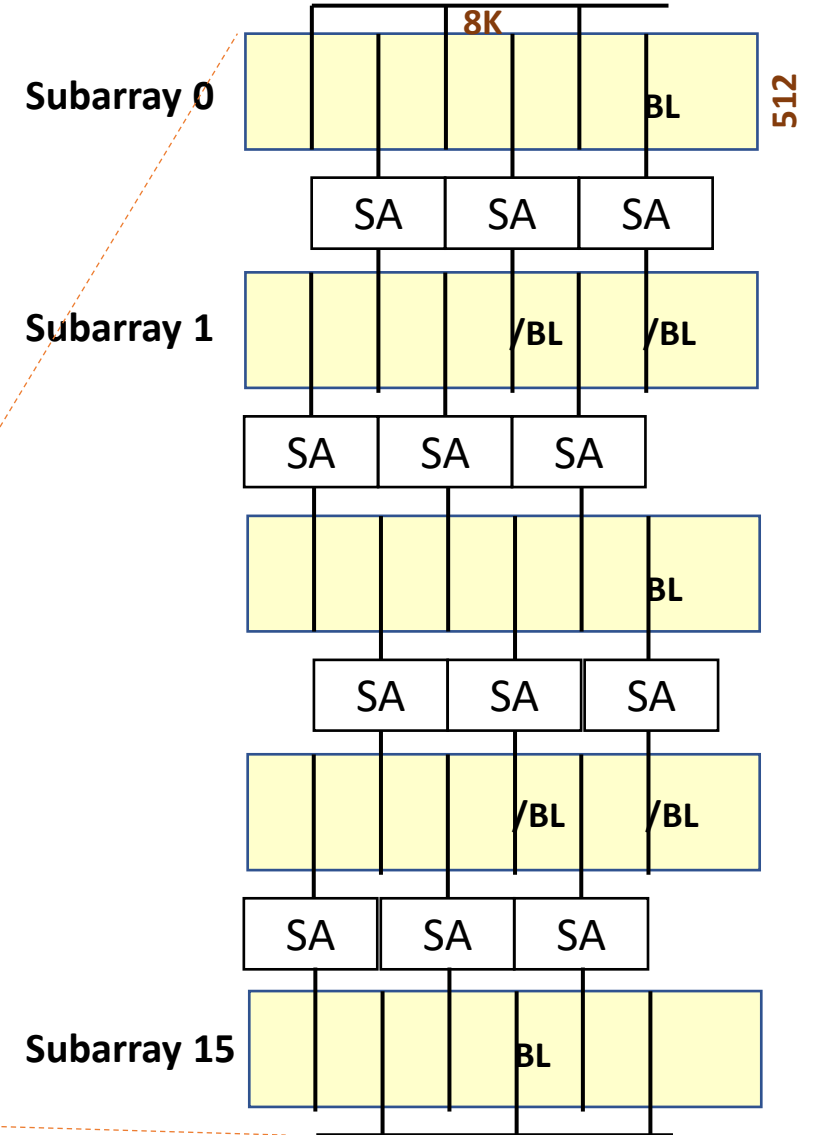 8K
Subarray 0
BL
512
SA SA SA
Subarray 1
/BL /BL
SA SA SA
BL
SA SA SA
/BL /BL
SA SA SA
Subarray 15
BL